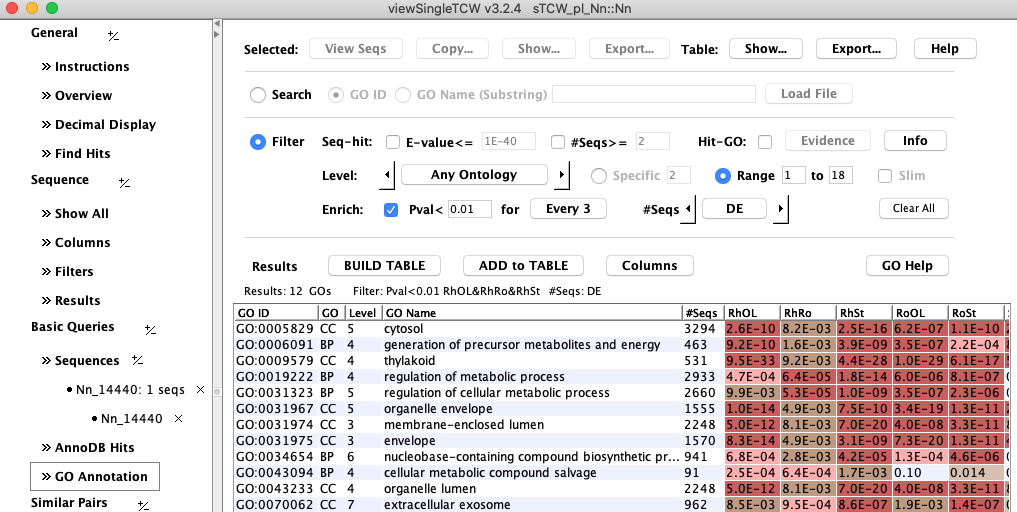 viewSingleTCW v3.2.4 sTCW_pl_Nn::Nn
General +/-
» Instructions
» Overview
» Decimal Display
» Find Hits
Sequence +/-
» Show All
» Columns
» Filters
» Results
Basic Queries +/-
» Sequences +/-
• Nn_14440: 1 seqs ×
• Nn_14440 ×
» AnnoDB Hits
» GO Annotation
Similar Pairs +/-
Selected: View Seqs Copy... Show... Export... Table: Show... Export... Help
Search GO ID GO Name (Substring) Load File
Filter Seq-hit: E-value<= 1E-40 #Seqs>= 2 Hit-GO: Evidence Info
Level: Any Ontology Specific 2 Range 1 to 18 Slim
Enrich: Pval< 0.01 for Every 3 #Seqs DE Clear All
Results BUILD TABLE ADD to TABLE Columns GO Help
Results: 12 GOs Filter: Pval<0.01 RhOL&RhRo&RhSt #Seqs: DE
GO ID GO Level GO Name #Seqs RhOL RhRo RhSt RoOL RoSt
GO:0005829 CC 5 cytosol 3294 2.6E-10 8.2E-03 2.5E-16 6.2E-07 1.1E-10
GO:0006091 BP 4 generation of precursor metabolites and energy 463 9.2E-10 1.6E-03 3.9E-09 3.5E-07 2.2E-04
GO:0009579 CC 4 thylakoid 531 9.5E-33 9.2E-03 4.4E-28 1.0E-29 6.1E-17
GO:0019222 BP 4 regulation of metabolic process 2933 4.7E-04 6.4E-05 1.8E-14 6.0E-06 8.1E-07
GO:0031323 BP 5 regulation of cellular metabolic process 2660 9.9E-03 5.3E-05 1.0E-09 3.5E-07 2.3E-06
GO:0031967 CC 5 organelle envelope 1555 1.0E-14 4.9E-03 7.5E-10 3.4E-19 1.3E-11
GO:0031974 CC 3 membrane-enclosed lumen 2248 5.0E-12 8.1E-03 7.0E-20 4.0E-08 3.3E-11
GO:0031975 CC 3 envelope 1570 8.3E-14 4.9E-03 3.1E-09 7.3E-20 1.3E-11
GO:0034654 BP 6 nucleobase-containing compound biosynthetic pr... 941 6.8E-04 2.8E-03 4.2E-05 1.3E-04 4.6E-06
GO:0043094 BP 4 cellular metabolic compound salvage 91 2.5E-04 6.4E-04 1.7E-03 0.10 0.014
GO:0043233 CC 4 organelle lumen 2248 5.0E-12 8.1E-03 7.0E-20 4.0E-08 3.3E-11
GO:0070062 CC 7 extracellular exosome 962 8.5E-03 9.5E-04 8.6E-07 1.9E-03 1.4E-07